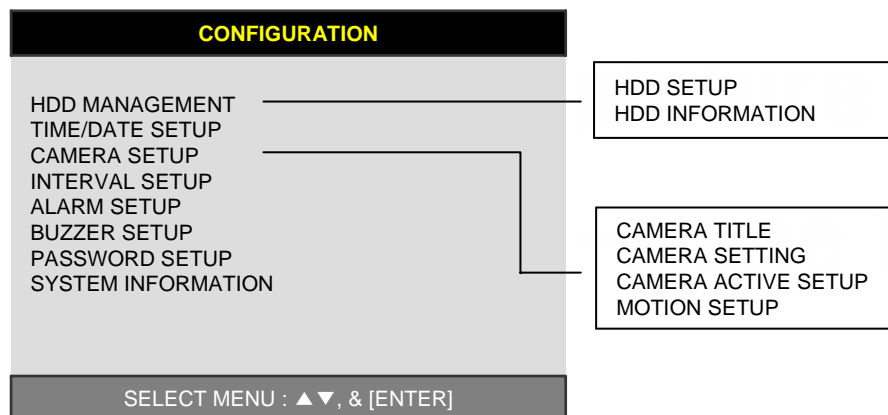 CONFIGURATION
HDD MANAGEMENT
TIME/DATE SETUP
CAMERA SETUP
INTERVAL SETUP
ALARM SETUP
BUZZER SETUP
PASSWORD SETUP
SYSTEM INFORMATION
SELECT MENU : ▲▼, & [ENTER]
HDD SETUP
HDD INFORMATION
CAMERA TITLE
CAMERA SETTING
CAMERA ACTIVE SETUP
MOTION SETUP